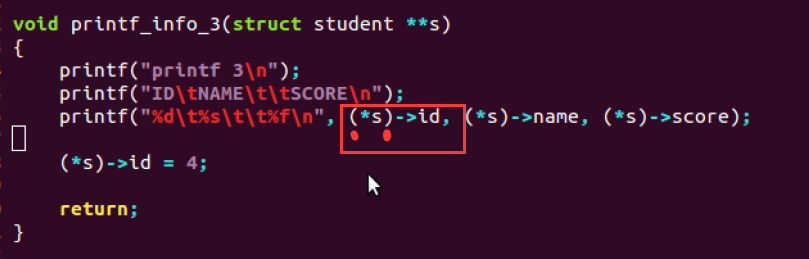 void printf_info_3(struct student **s)
{
    printf("printf 3\n");
    printf("ID\tNAME\t\tSCORE\n");
    printf("%d\t%s\t\t%f\n", (*s)->id, (*s)->name, (*s)->score);

    (*s)->id = 4;

    return;
}